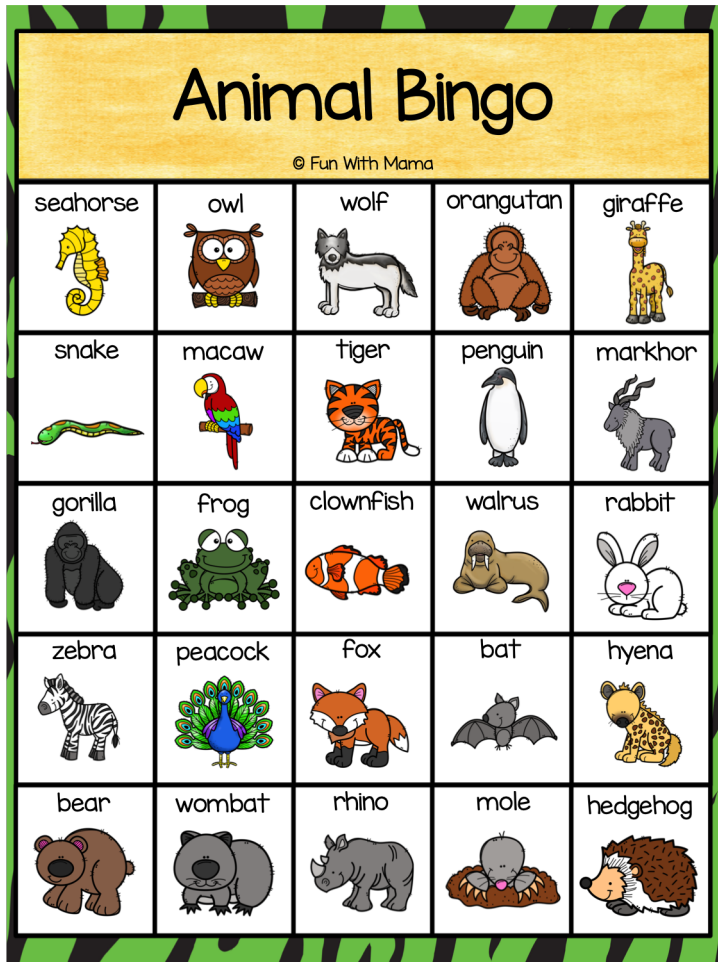 Animal Bingo
© Fun With Mama
seahorse owl wolf orangutan giraffe
snake macaw tiger penguin markhor
gorilla frog clownfish walrus rabbit
zebra peacock fox bat hyena
bear wombat rhino mole hedgehog